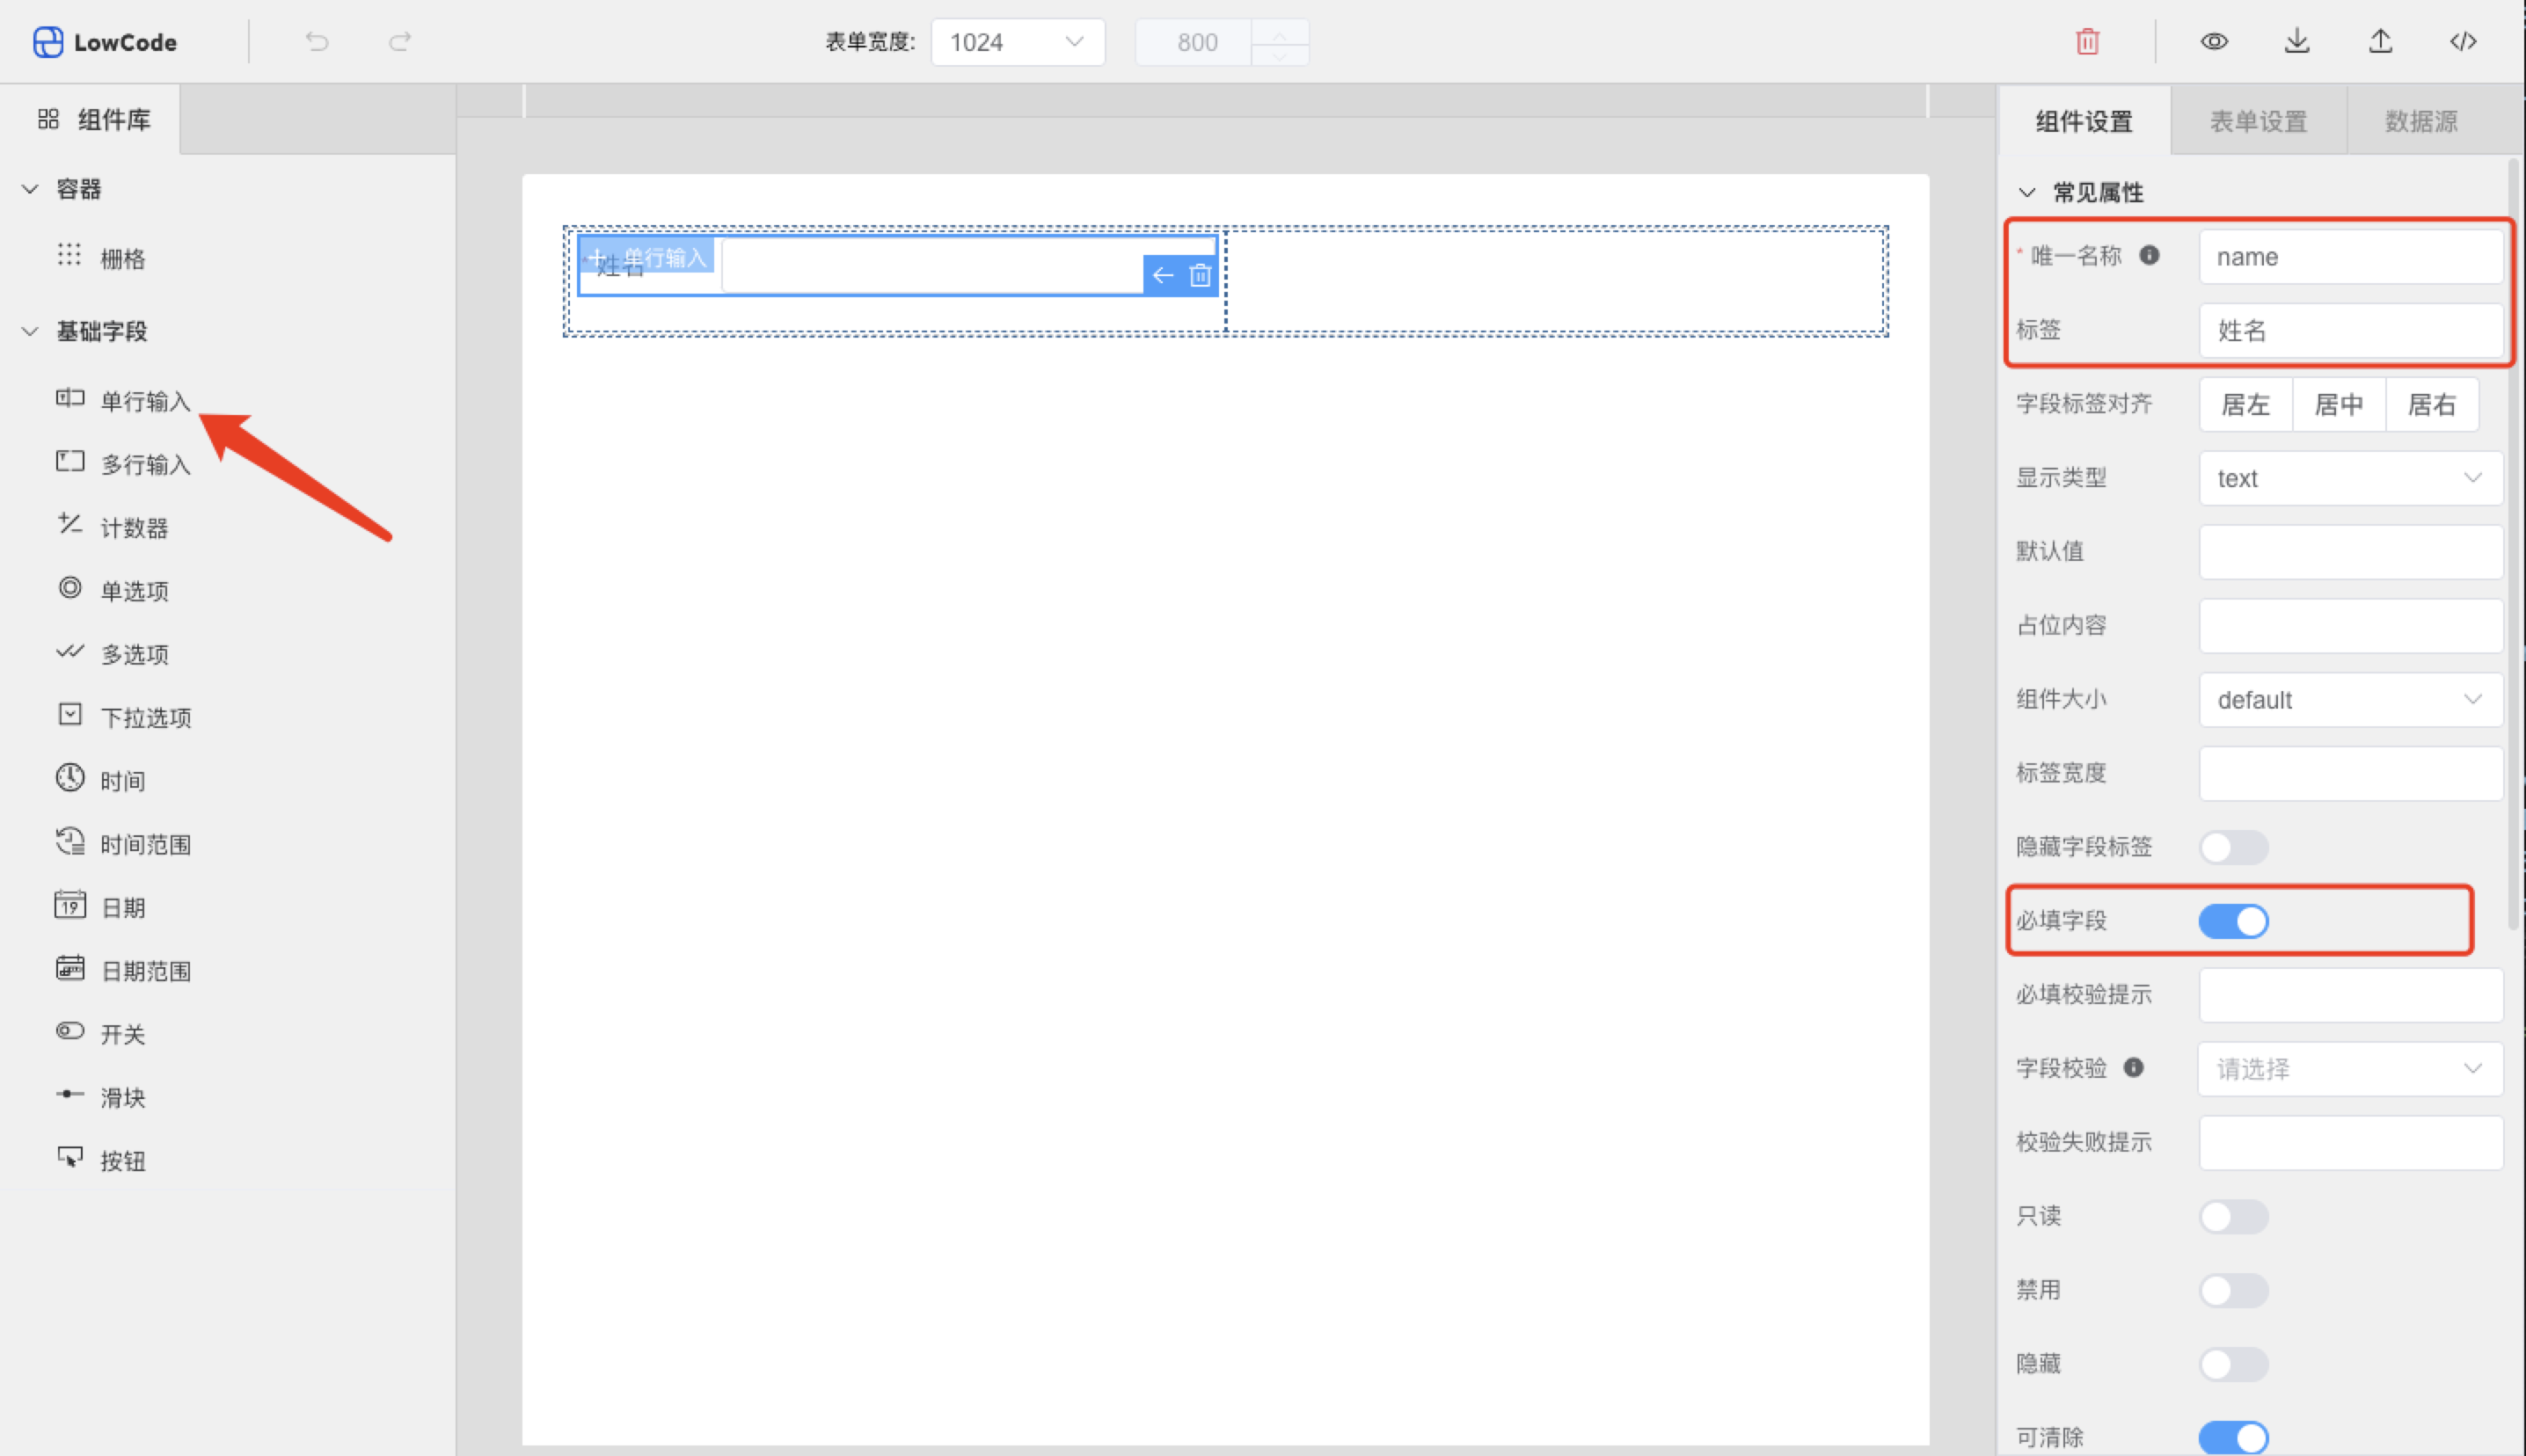 LowCode
表单宽度: 1024 800
组件库
容器
栅格
基础字段
单行输入
多行输入
计数器
单选项
多选项
下拉选项
时间
时间范围
19 日期
日期范围
开关
滑块
按钮
单行输入
* 姓名
组件设置 表单设置 数据源
常见属性
* 唯一名称 name
标签 姓名
字段标签对齐 居左 居中 居右
显示类型 text
默认值
占位内容
组件大小 default
标签宽度
隐藏字段标签
必填字段
必填校验提示
字段校验 请选择
校验失败提示
只读
禁用
隐藏
可清除